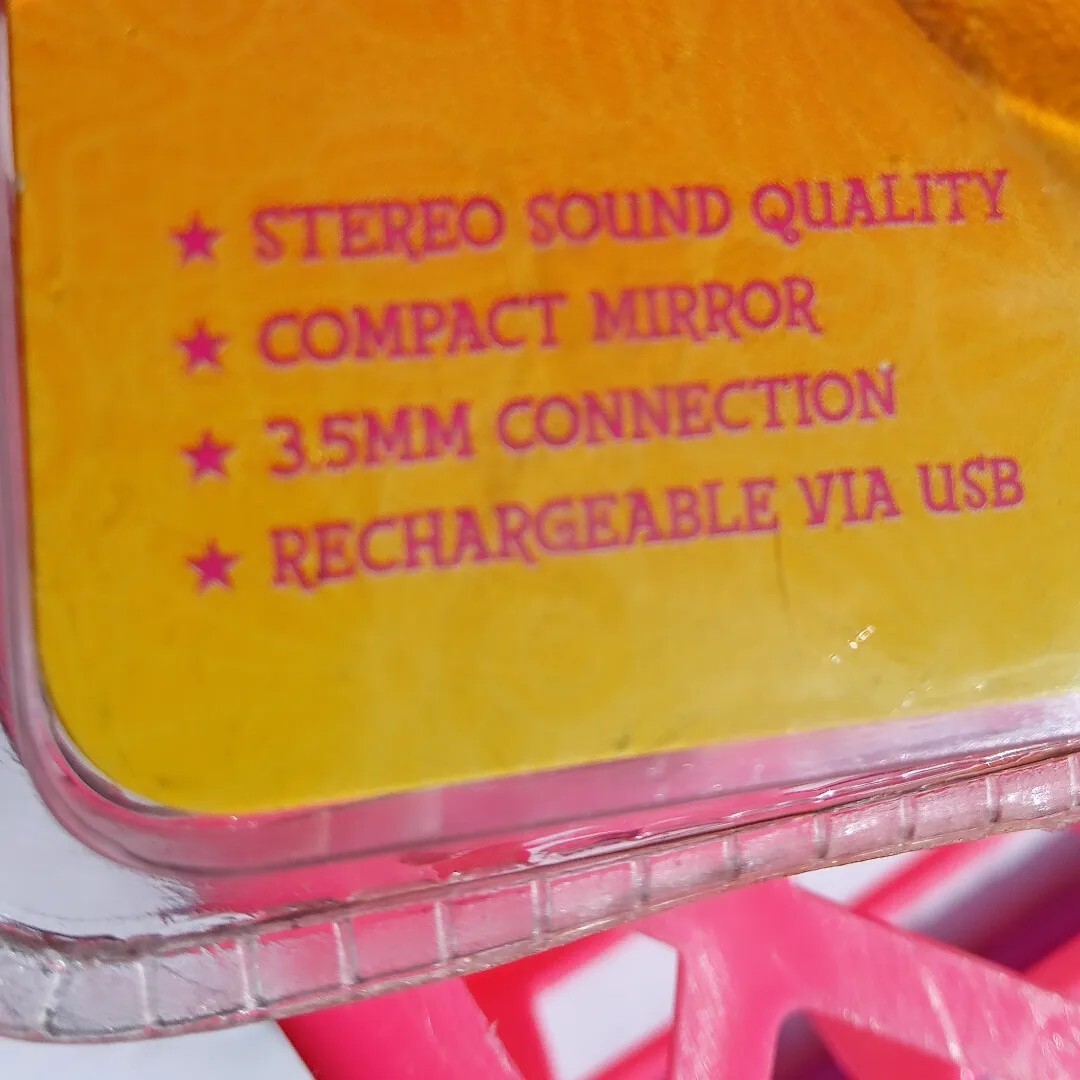 ★ STEREO SOUND QUALITY
★ COMPACT MIRROR
★ 3.5MM CONNECTION
★ RECHARGEABLE VIA USB